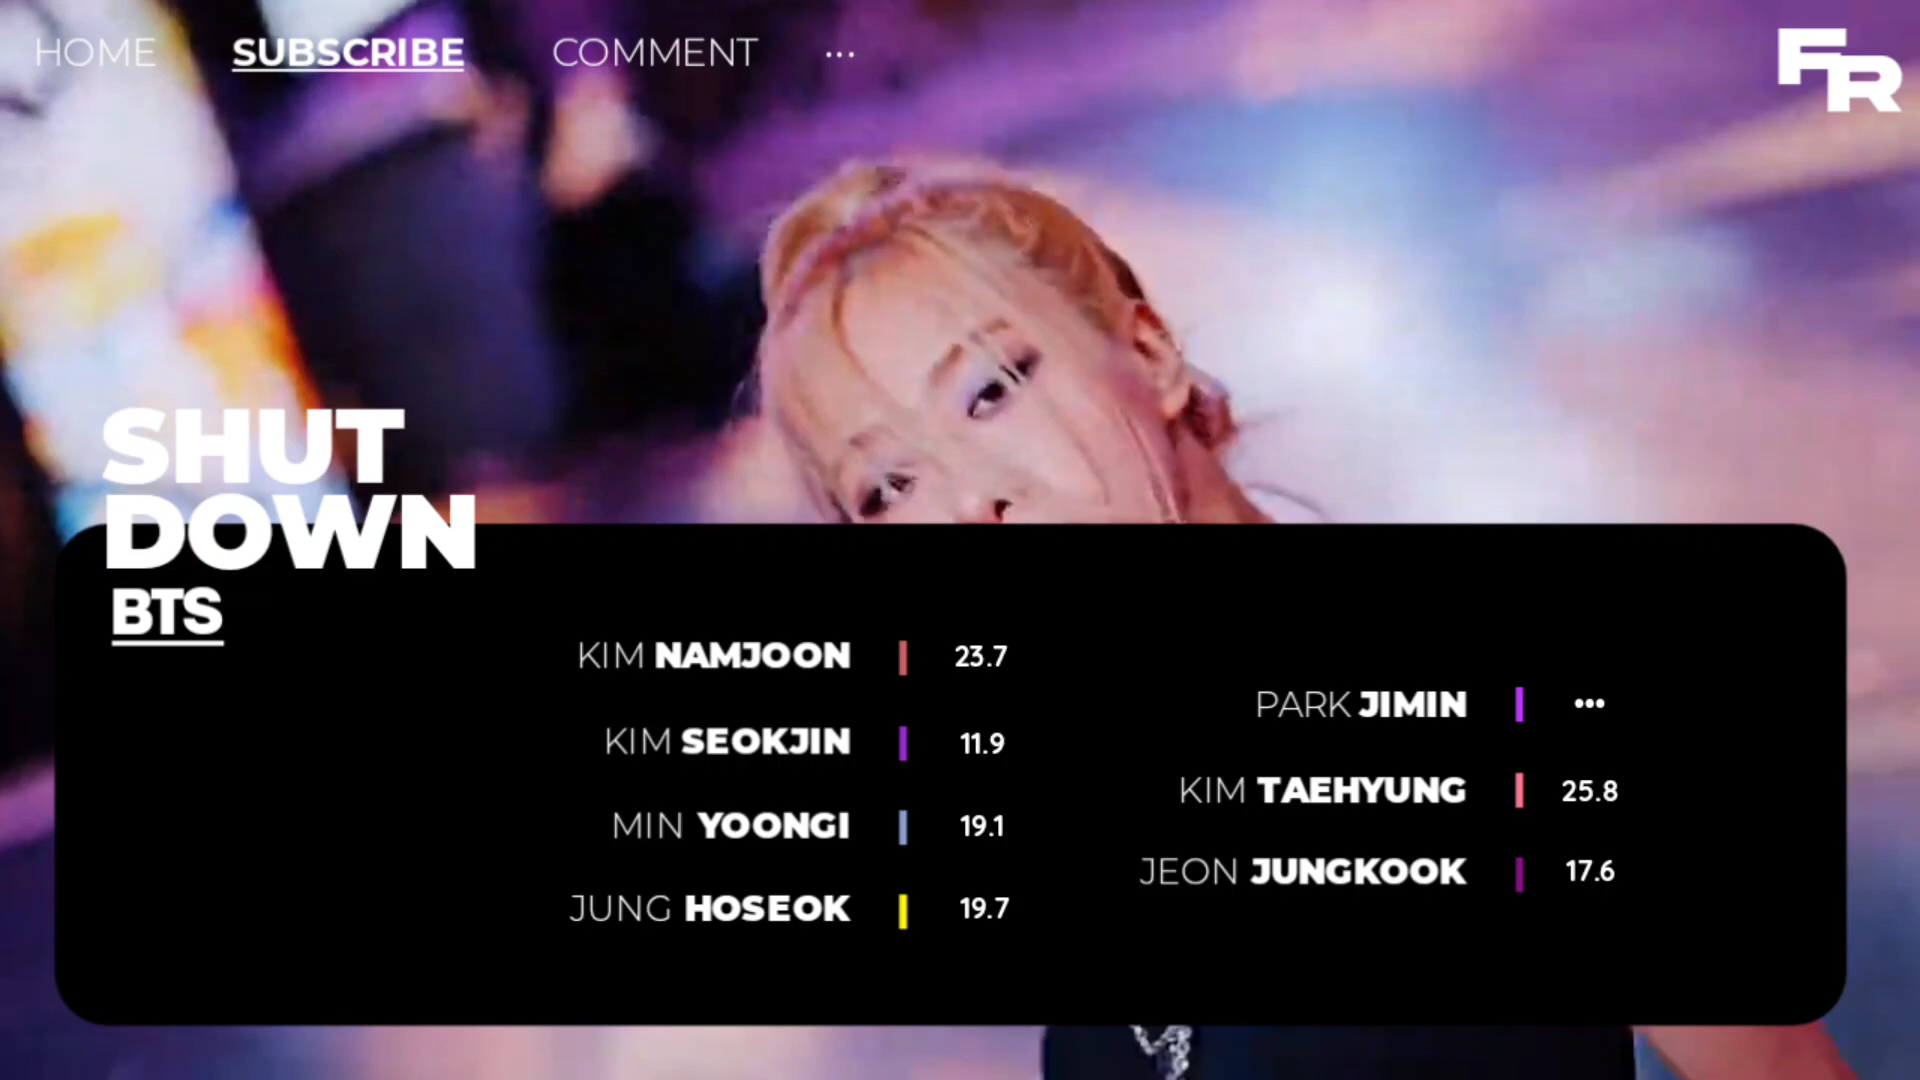 HOME SUBSCRIBE COMMENT ...
FR
SHUT
DOWN
BTS
KIM NAMJOON | 23.7
KIM SEOKJIN | 11.9
MIN YOONGI | 19.1
JUNG HOSEOK | 19.7
PARK JIMIN | ...
KIM TAEHYUNG | 25.8
JEON JUNGKOOK | 17.6